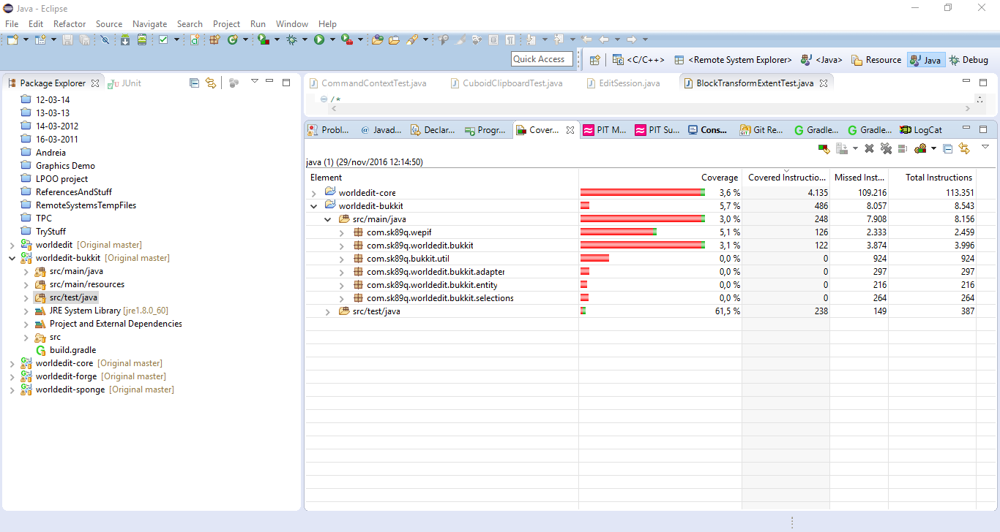 Java - Eclipse
File Edit Refactor Source Navigate Search Project Run Window Help
Quick Access <C/C++> <Remote System Explorer> <Java> Resource Java Debug
Package Explorer JUnit
12-03-14
13-03-13
14-03-2012
16-03-2011
Andreia
Graphics Demo
LPOO project
ReferencesAndStuff
RemoteSystemsTempFiles
TPC
TryStuff
worldedit [Original master]
worldedit-bukkit [Original master]
src/main/java
src/main/resources
src/test/java
JRE System Library [jre1.8.0_60]
Project and External Dependencies
src
build.gradle
worldedit-core [Original master]
worldedit-forge [Original master]
worldedit-sponge [Original master]
CommandContextTest.java CuboidClipboardTest.java EditSession.java BlockTransformExtentTest.java
/*
Probl... @ Javad... Declar... Progr... Cover... PIT M... PIT Su... Cons... Git Re... Gradle... Gradle... LogCat
java (1) (29/nov/2016 12:14:50)
Element Coverage Covered Instructio... Missed Inst... Total Instructions
worldedit-core 3,6 % 4.135 109.216 113.351
worldedit-bukkit 5,7 % 486 8.057 8.543
src/main/java 3,0 % 248 7.908 8.156
com.sk89q.wepif 5,1 % 126 2.333 2.459
com.sk89q.worldedit.bukkit 3,1 % 122 3.874 3.996
com.sk89q.bukkit.util 0,0 % 0 924 924
com.sk89q.worldedit.bukkit.adapter 0,0 % 0 297 297
com.sk89q.worldedit.bukkit.entity 0,0 % 0 216 216
com.sk89q.worldedit.bukkit.selections 0,0 % 0 264 264
src/test/java 61,5 % 238 149 387